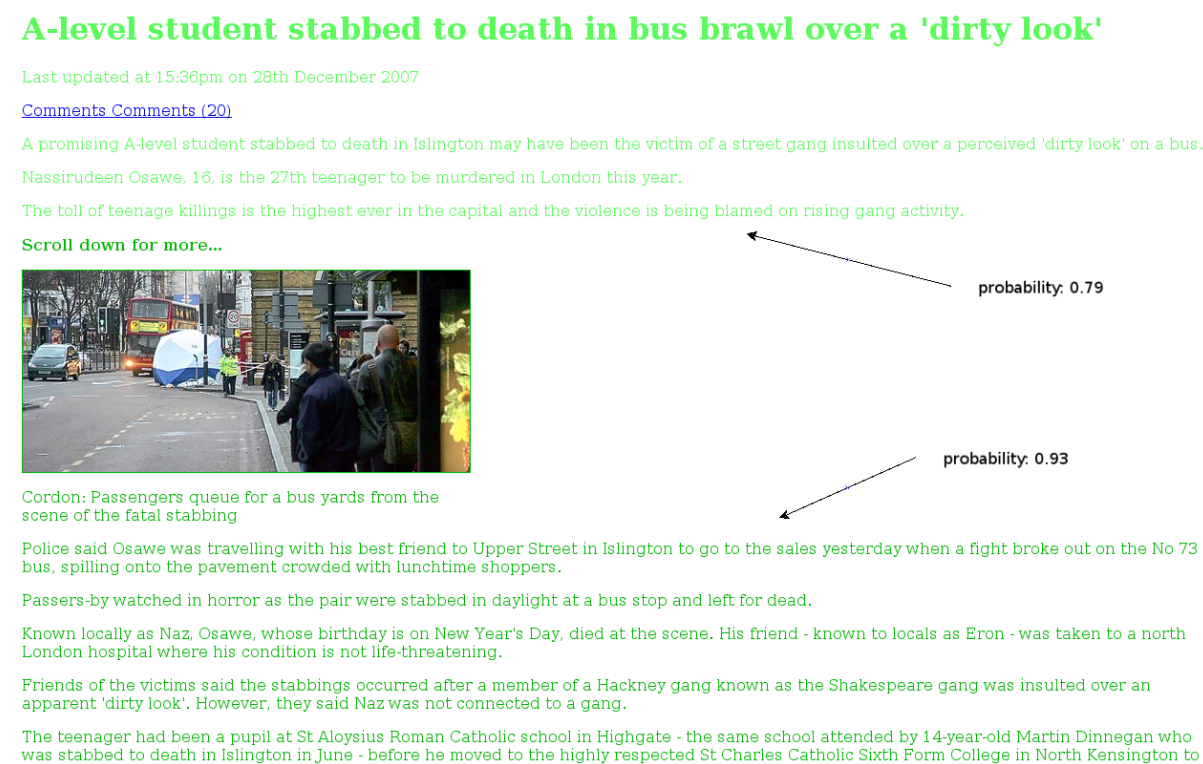 A-level student stabbed to death in bus brawl over a 'dirty look'
Last updated at 15:36pm on 28th December 2007
Comments Comments (20)
A promising A-level student stabbed to death in Islington may have been the victim of a street gang insulted over a perceived 'dirty look' on a bus.
Nassirudeen Osawe, 16, is the 27th teenager to be murdered in London this year.
The toll of teenage killings is the highest ever in the capital and the violence is being blamed on rising gang activity.
Scroll down for more...
probability: 0.79
probability: 0.93
Cordon: Passengers queue for a bus yards from the
scene of the fatal stabbing
Police said Osawe was travelling with his best friend to Upper Street in Islington to go to the sales yesterday when a fight broke out on the No 73
bus, spilling onto the pavement crowded with lunchtime shoppers.
Passers-by watched in horror as the pair were stabbed in daylight at a bus stop and left for dead.
Known locally as Naz, Osawe, whose birthday is on New Year's Day, died at the scene. His friend - known to locals as Eron - was taken to a north
London hospital where his condition is not life-threatening.
Friends of the victims said the stabbings occurred after a member of a Hackney gang known as the Shakespeare gang was insulted over an
apparent 'dirty look'. However, they said Naz was not connected to a gang.
The teenager had been a pupil at St Aloysius Roman Catholic school in Highgate - the same school attended by 14-year-old Martin Dinnegan who
was stabbed to death in Islington in June - before he moved to the highly respected St Charles Catholic Sixth Form College in North Kensington to